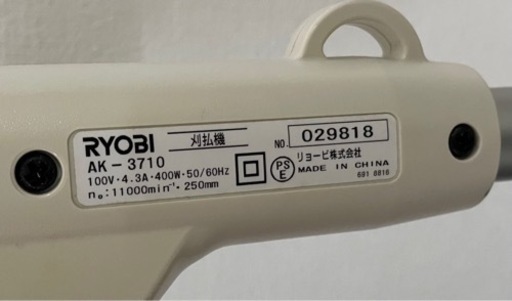 RYOBI 刈払機
AK-3710
100V・4.3A・400W・50/60HZ
n₀:11000min⁻¹・250mm
PS
E
NO. 029818
リョービ株式会社
MADE IN CHINA
681 0816